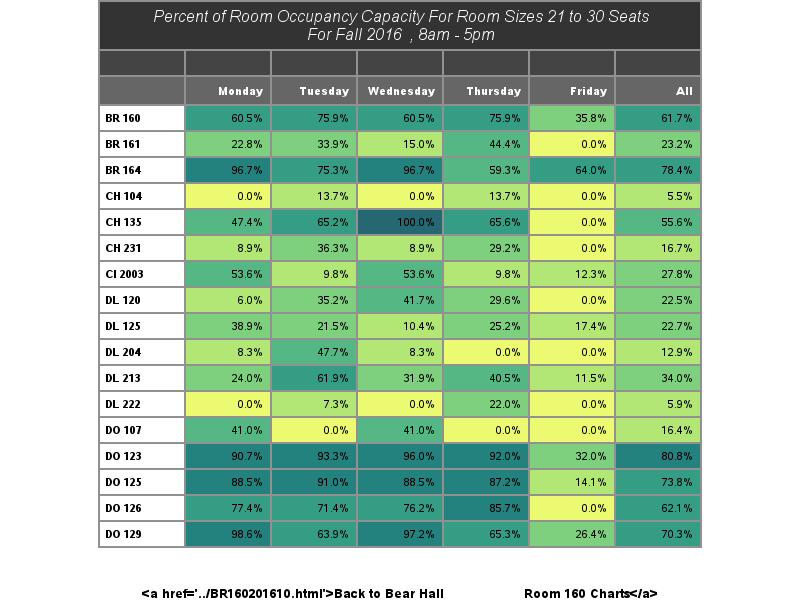 Percent of Room Occupancy Capacity For Room Sizes 21 to 30 Seats
For Fall 2016 , 8am - 5pm
Monday Tuesday Wednesday Thursday Friday All
BR 160 60.5% 75.9% 60.5% 75.9% 35.8% 61.7%
BR 161 22.8% 33.9% 15.0% 44.4% 0.0% 23.2%
BR 164 96.7% 75.3% 96.7% 59.3% 64.0% 78.4%
CH 104 0.0% 13.7% 0.0% 13.7% 0.0% 5.5%
CH 135 47.4% 65.2% 100.0% 65.6% 0.0% 55.6%
CH 231 8.9% 36.3% 8.9% 29.2% 0.0% 16.7%
CI 2003 53.6% 9.8% 53.6% 9.8% 12.3% 27.8%
DL 120 6.0% 35.2% 41.7% 29.6% 0.0% 22.5%
DL 125 38.9% 21.5% 10.4% 25.2% 17.4% 22.7%
DL 204 8.3% 47.7% 8.3% 0.0% 0.0% 12.9%
DL 213 24.0% 61.9% 31.9% 40.5% 11.5% 34.0%
DL 222 0.0% 7.3% 0.0% 22.0% 0.0% 5.9%
DO 107 41.0% 0.0% 41.0% 0.0% 0.0% 16.4%
DO 123 90.7% 93.3% 96.0% 92.0% 32.0% 80.8%
DO 125 88.5% 91.0% 88.5% 87.2% 14.1% 73.8%
DO 126 77.4% 71.4% 76.2% 85.7% 0.0% 62.1%
DO 129 98.6% 63.9% 97.2% 65.3% 26.4% 70.3%
<a href='../BR160201610.html'>Back to Bear Hall Room 160 Charts</a>